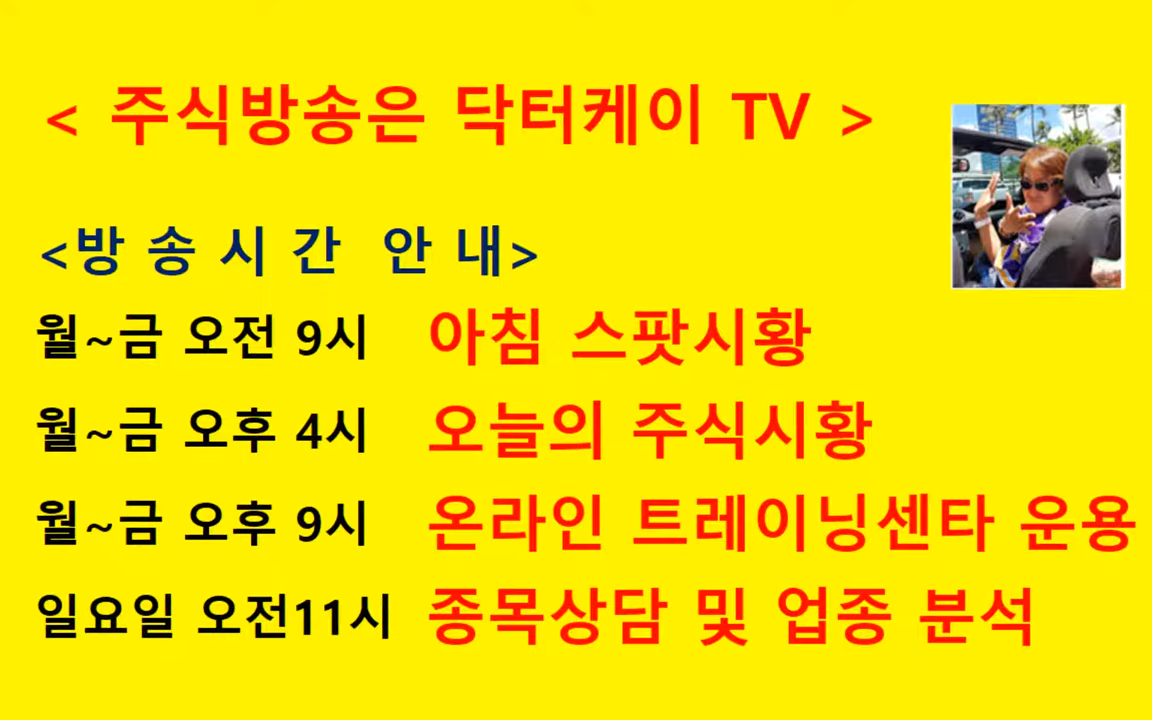 < 주식방송은 닥터케이 TV >
<방 송 시 간 안 내>
월~금 오전 9시 아침 스팟시황
월~금 오후 4시 오늘의 주식시황
월~금 오후 9시 온라인 트레이닝센타 운용
일요일 오전11시 종목상담 및 업종 분석